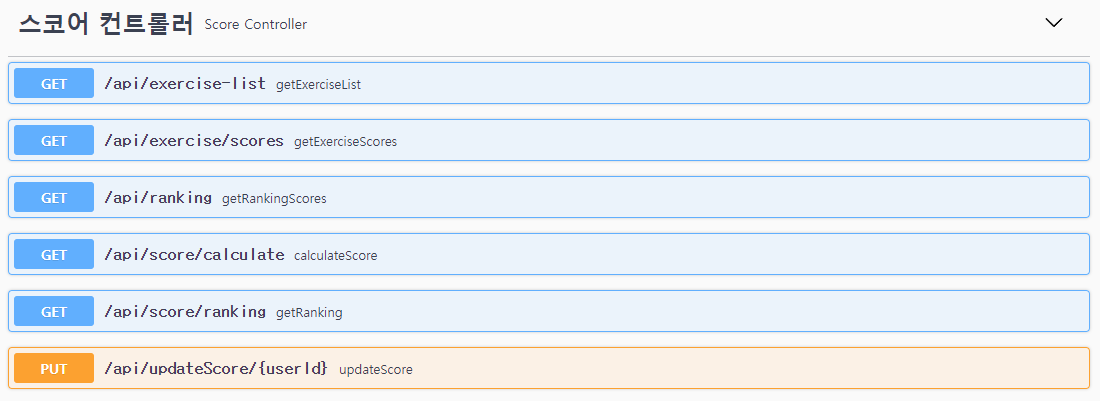 스코어 컨트롤러 Score Controller
GET /api/exercise-list getExerciseList
GET /api/exercise/scores getExerciseScores
GET /api/ranking getRankingScores
GET /api/score/calculate calculateScore
GET /api/score/ranking getRanking
PUT /api/updateScore/{userId} updateScore